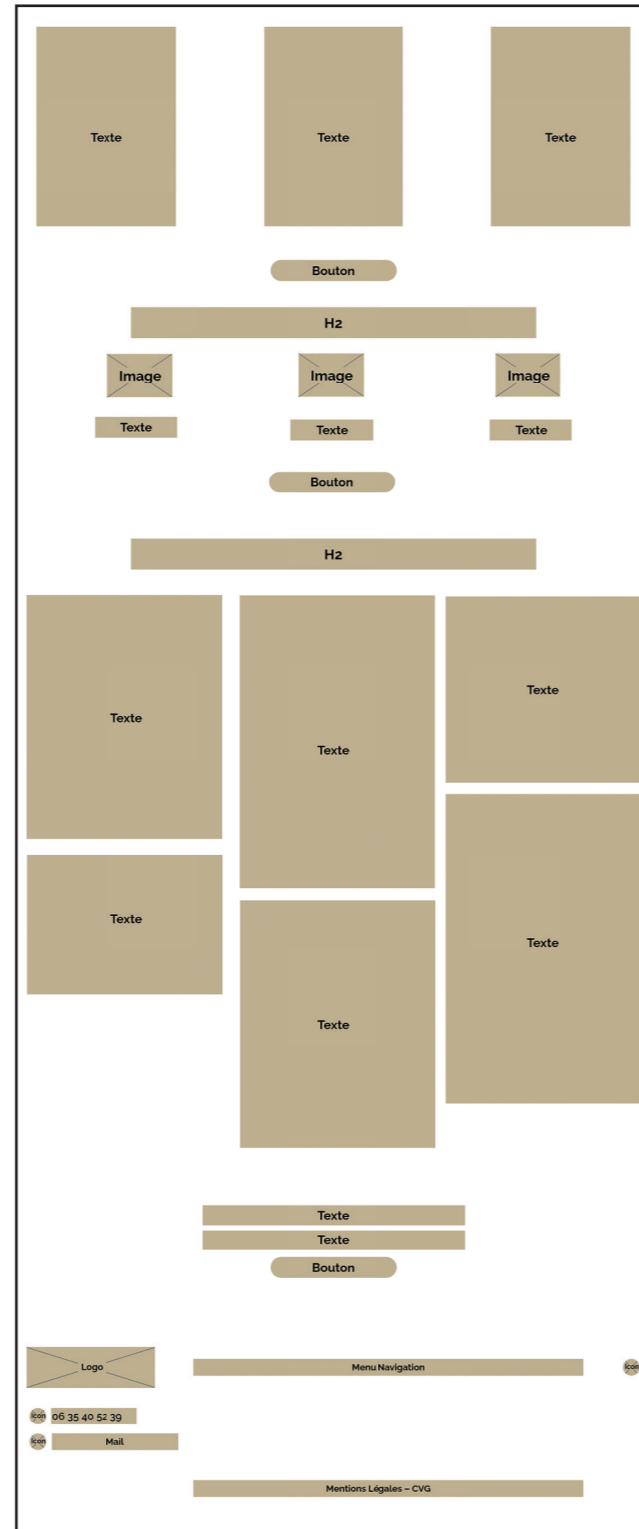 Texte Texte Texte
Bouton
H2
Image Image Image
Texte Texte Texte
Bouton
H2
Texte Texte Texte
Texte Texte Texte
Texte
Texte
Bouton
Logo Menu Navigation Icon
Icon 06 35 40 52 39
Icon Mail
Mentions Légales – CVG